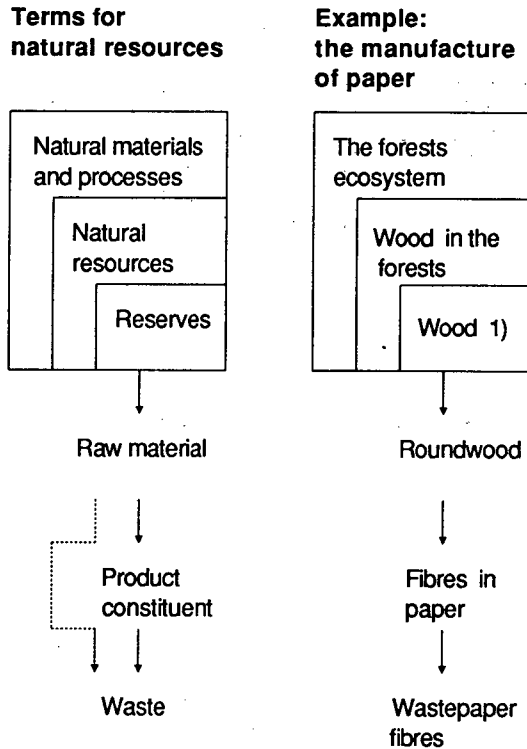 Terms for
natural resources
Natural materials
and processes
Natural
resources
Reserves
Raw material
Product
constituent
Waste
Example:
the manufacture
of paper
The forests
ecosystem
Wood in the
forests
Wood 1)
Roundwood
Fibres in
paper
Wastepaper
fibres